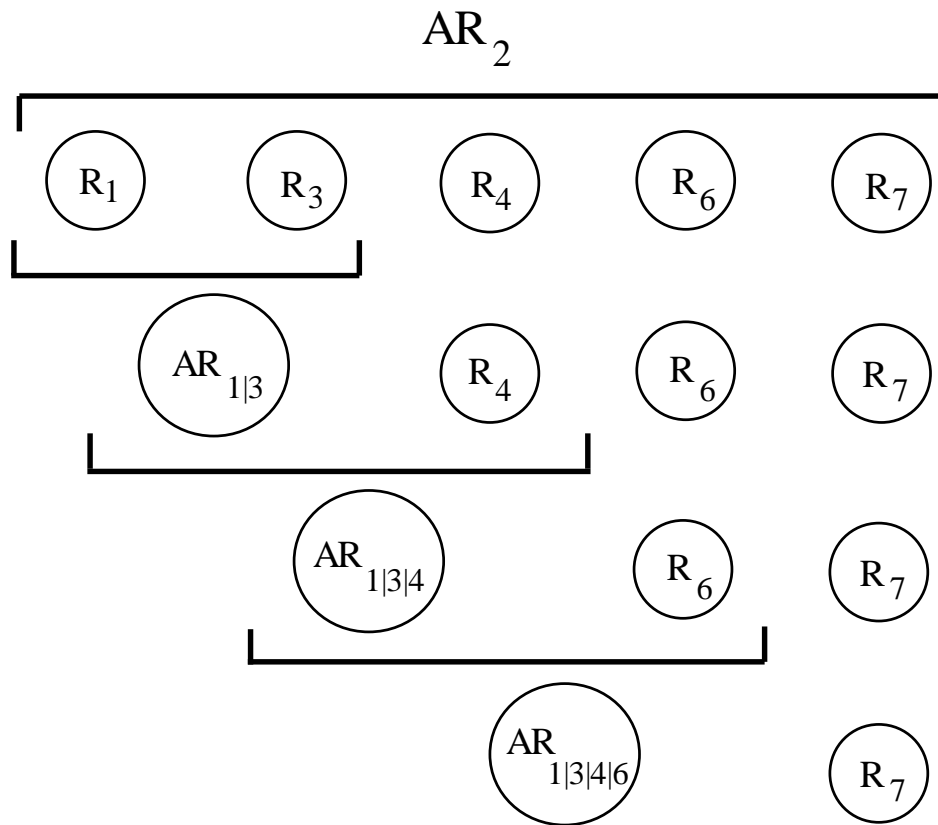 AR₂
R₁ R₃ R₄ R₆ R₇
AR₁|₃ R₄ R₆ R₇
AR₁|₃|₄ R₆ R₇
AR₁|₃|₄|₆ R₇